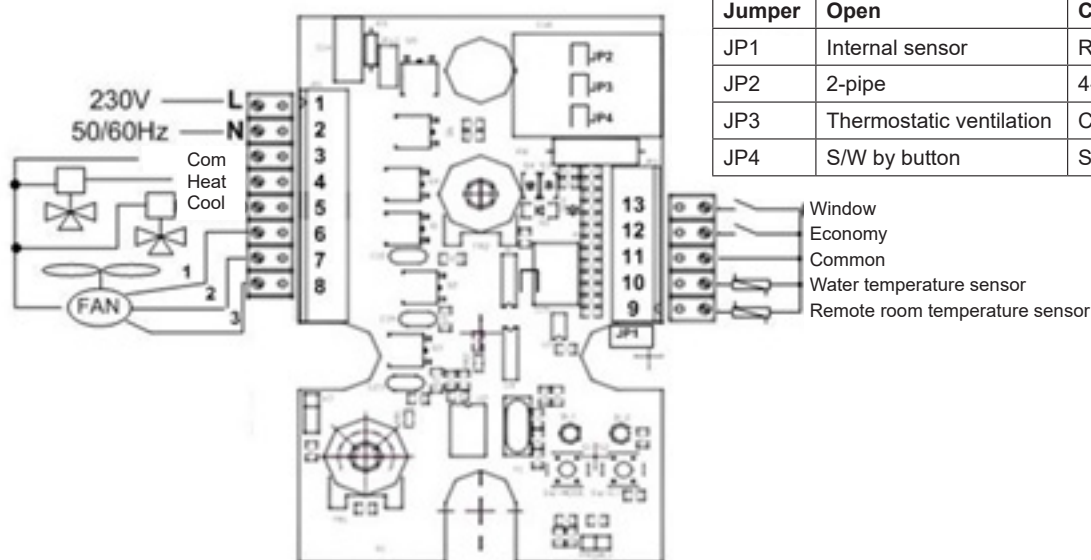 Jumper Open
JP1 Internal sensor
JP2 2-pipe
JP3 Thermostatic ventilation
JP4 S/W by button
JP2
JP3
JP4
230V L 1
50/60Hz N 2
Com 3
Heat 4
Cool 5
6
7
8
1
2
3
FAN
13 Window
12 Economy
11 Common
10 Water temperature sensor
9 Remote room temperature sensor
JP1